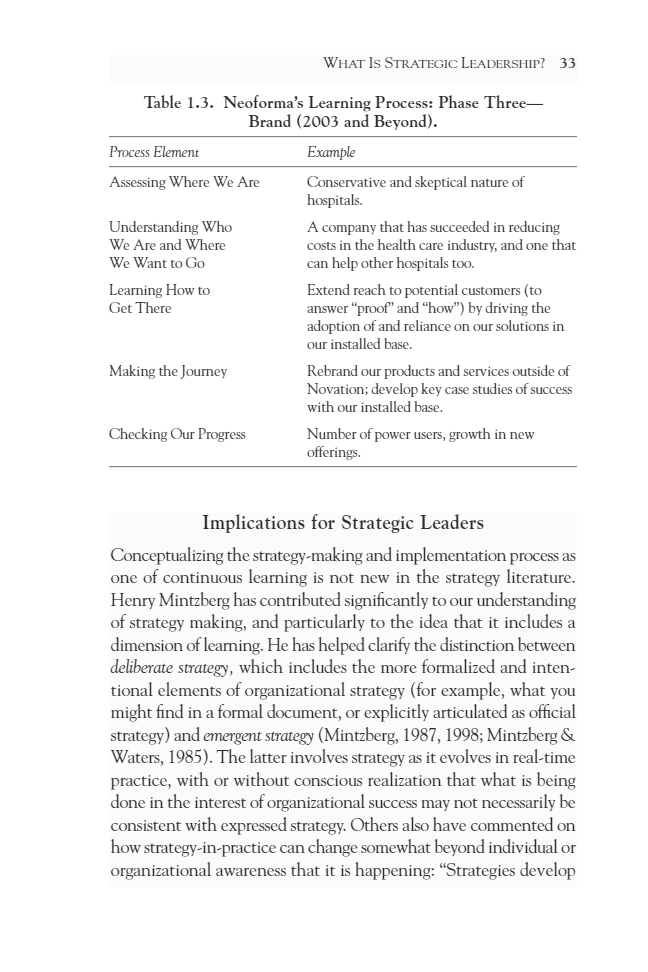 WHAT IS STRATEGIC LEADERSHIP? 33
Table 1.3. Neoforma’s Learning Process: Phase Three—
Brand (2003 and Beyond).
Process Element Example
Assessing Where We Are Conservative and skeptical nature of
hospitals.
Understanding Who A company that has succeeded in reducing
We Are and Where costs in the health care industry, and one that
We Want to Go can help other hospitals too.
Learning How to Extend reach to potential customers (to
Get There answer “proof” and “how”) by driving the
adoption of and reliance on our solutions in
our installed base.
Making the Journey Rebrand our products and services outside of
Novation; develop key case studies of success
with our installed base.
Checking Our Progress Number of power users, growth in new
offerings.
Implications for Strategic Leaders
Conceptualizing the strategy-making and implementation process as
one of continuous learning is not new in the strategy literature.
Henry Mintzberg has contributed significantly to our understanding
of strategy making, and particularly to the idea that it includes a
dimension of learning. He has helped clarify the distinction between
deliberate strategy, which includes the more formalized and inten-
tional elements of organizational strategy (for example, what you
might find in a formal document, or explicitly articulated as official
strategy) and emergent strategy (Mintzberg, 1987, 1998; Mintzberg &
Waters, 1985). The latter involves strategy as it evolves in real-time
practice, with or without conscious realization that what is being
done in the interest of organizational success may not necessarily be
consistent with expressed strategy. Others also have commented on
how strategy-in-practice can change somewhat beyond individual or
organizational awareness that it is happening: “Strategies develop